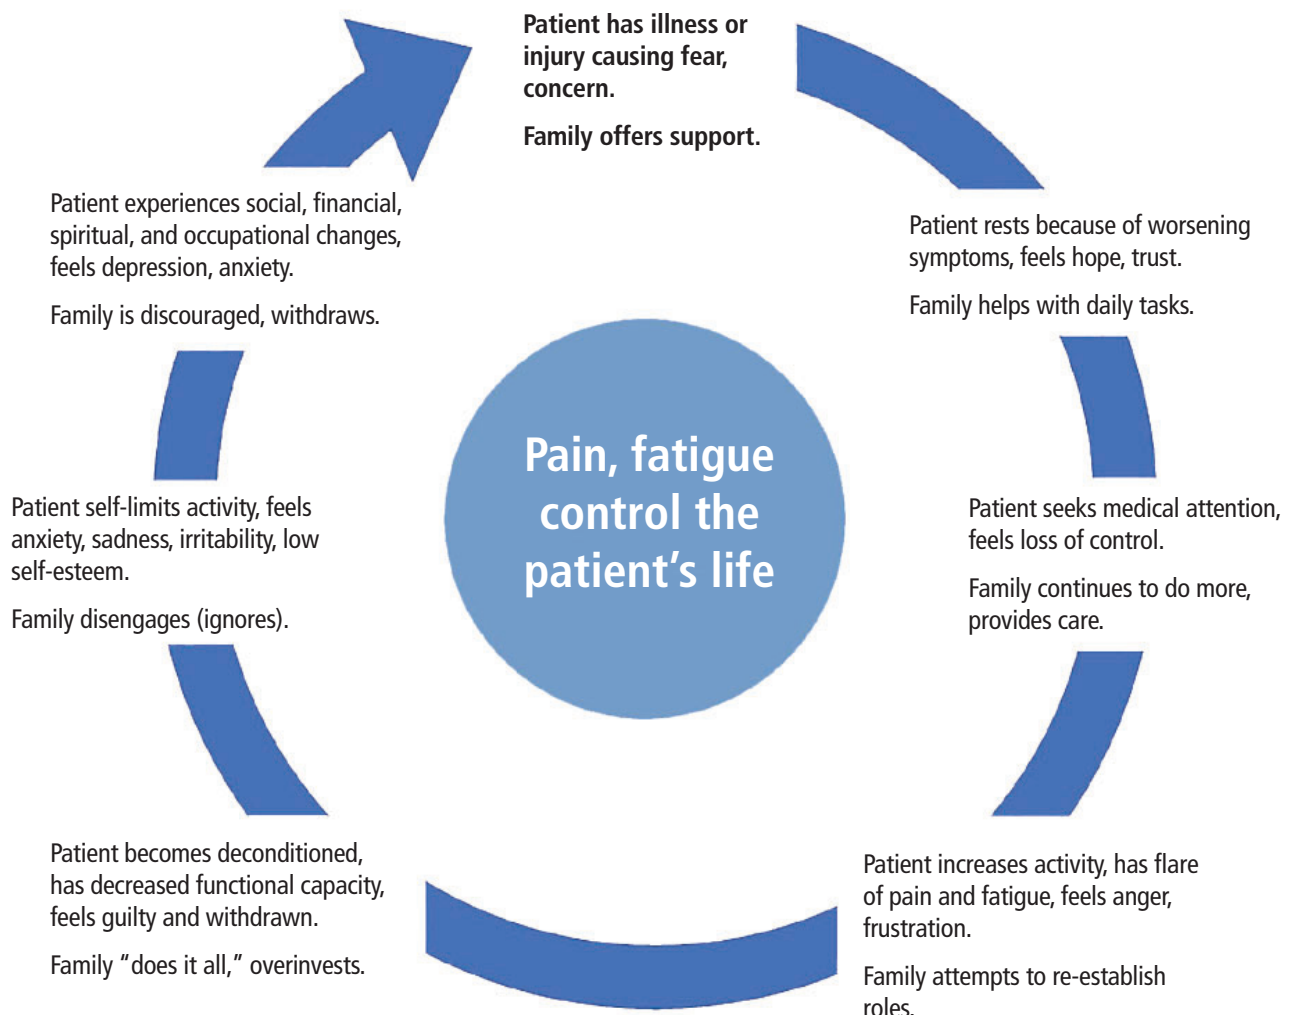 Patient has illness or
injury causing fear,
concern.
Family offers support.
Patient rests because of worsening
symptoms, feels hope, trust.
Family helps with daily tasks.
Patient seeks medical attention,
feels loss of control.
Family continues to do more,
provides care.
Patient increases activity, has flare
of pain and fatigue, feels anger,
frustration.
Family attempts to re-establish
roles.
Patient becomes deconditioned,
has decreased functional capacity,
feels guilty and withdrawn.
Family “does it all,” overinvests.
Patient self-limits activity, feels
anxiety, sadness, irritability, low
self-esteem.
Family disengages (ignores).
Patient experiences social, financial,
spiritual, and occupational changes,
feels depression, anxiety.
Family is discouraged, withdraws.
Pain, fatigue
control the
patient’s life